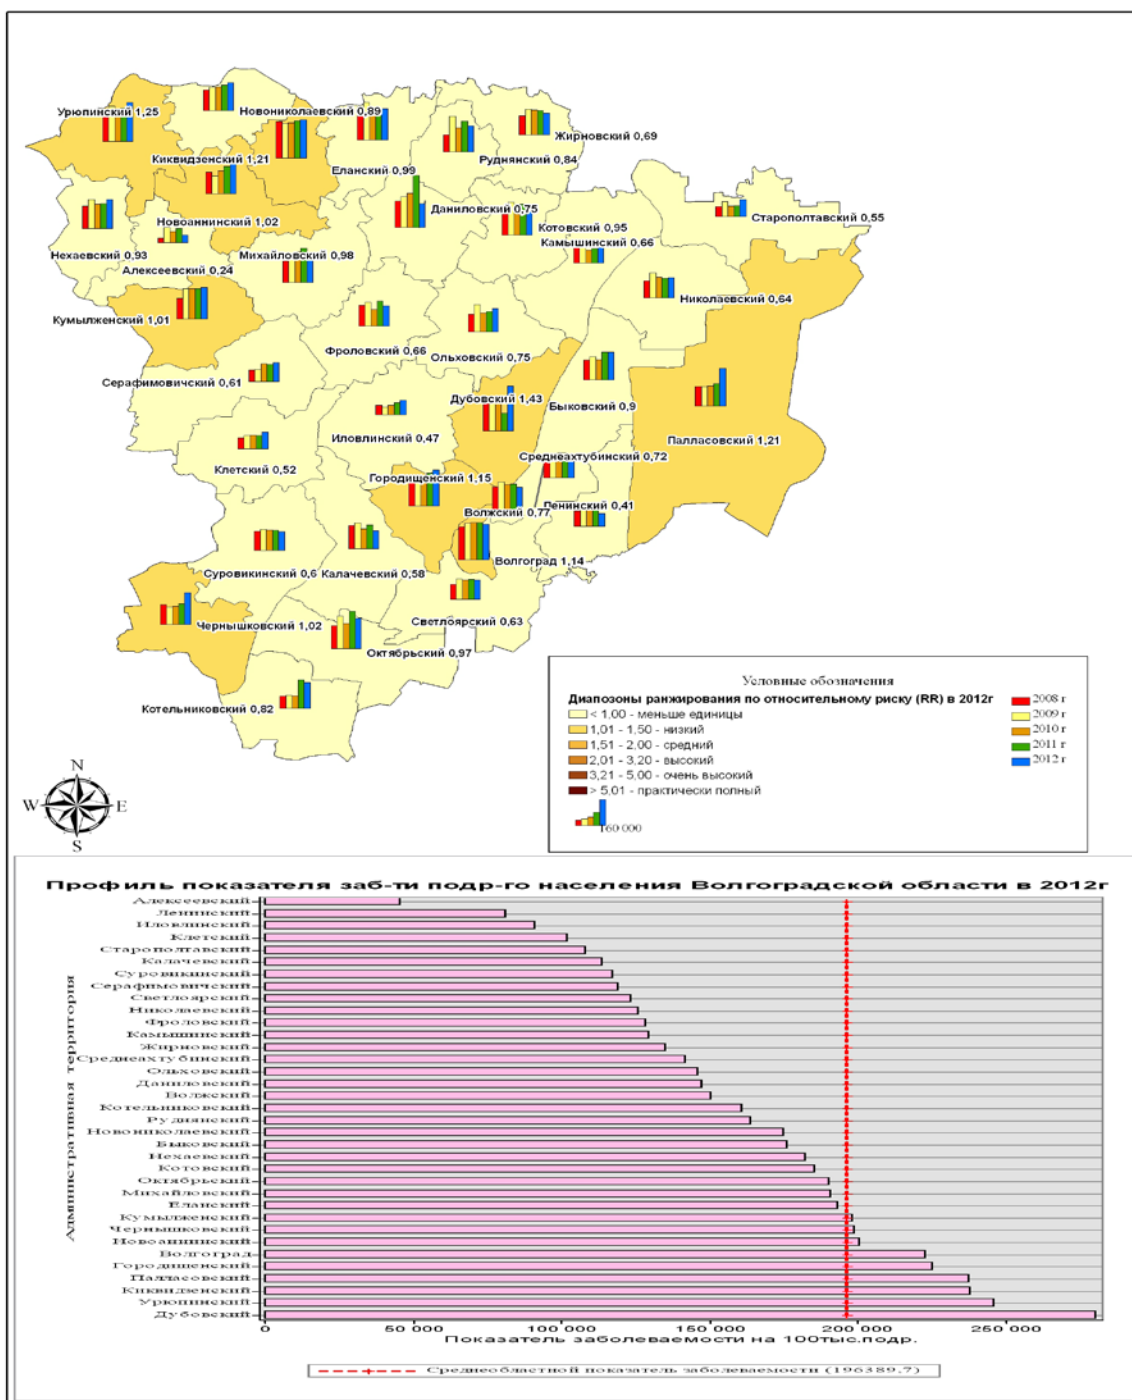 Урюпинский 1,25
Новониколаевский 0,89
Жирновский 0,69
Киквидзенский 1,21
Еланский 0,99
Руднянский 0,84
Новоаннинский 1,02
Даниловский 0,75
Котовский 0,95
Старополтавский 0,55
Нехаевский 0,93
Алексеевский 0,24
Михайловский 0,98
Камышинский 0,66
Николаевский 0,64
Кумылженский 1,01
Фроловский 0,66
Ольховский 0,75
Серафимовичский 0,61
Дубовский 1,43
Быковский 0,9
Иловлинский 0,47
Палласовский 1,21
Клетский 0,52
Среднеахтубинский 0,72
Городищенский 1,15
Волжский 0,77
Ленинский 0,41
Волгоград 1,14
Суровикинский 0,6
Калачевский 0,58
Светлоярский 0,63
Чернышковский 1,02
Октябрьский 0,97
Котельниковский 0,82
N
W E
S
Условные обозначения
Диапозоны ранжирования по относительному риску (RR) в 2012г
< 1,00 - меньше единицы
1,01 - 1,50 - низкий
1,51 - 2,00 - средний
2,01 - 3,20 - высокий
3,21 - 5,00 - очень высокий
> 5,01 - практически полный
2008 г
2009 г
2010 г
2011 г
2012 г
160 000
Профиль показателя заб-ти подр-го населения Волгоградской области в 2012г
Административная территория
Алексеевский
Ленинский
Иловлинский
Клетский
Старополтавский
Калачевский
Суровикинский
Серафимовичский
Светлоярский
Николаевский
Фроловский
Камышинский
Жирновский
Среднеахтубинский
Ольховский
Даниловский
Волжский
Котельниковский
Руднянский
Новониколаевский
Быковский
Нехаевский
Котовский
Октябрьский
Михайловский
Еланский
Кумылженский
Чернышковский
Новоаннинский
Волгоград
Городищенский
Палласовский
Киквидзенский
Урюпинский
Дубовский
0 50 000 100 000 150 000 200 000 250 000
Показатель заболеваемости на 100тыс.подр.
Среднеобластной показатель заболеваемости (196389,7)